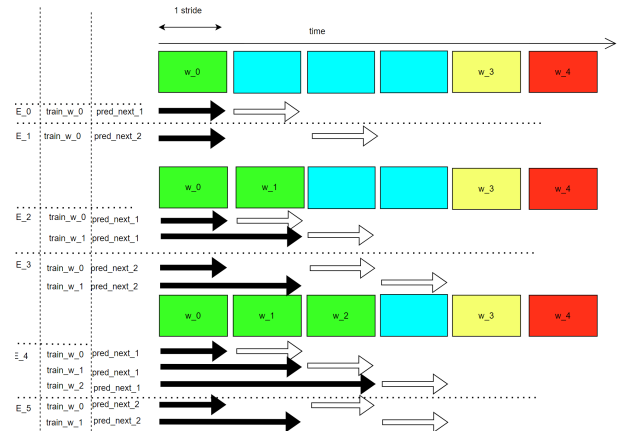 1 stride
time
w_0 w_3 w_4
E_0 train_w_0 pred_next_1
E_1 train_w_0 pred_next_2
w_0 w_1 w_3 w_4
E_2 train_w_0 pred_next_1
train_w_1 pred_next_1
E_3 train_w_0 pred_next_2
train_w_1 pred_next_2
w_0 w_1 w_2 w_3 w_4
E_4 train_w_0 pred_next_1
train_w_1 pred_next_1
train_w_2 pred_next_1
E_5 train_w_0 pred_next_2
train_w_1 pred_next_2